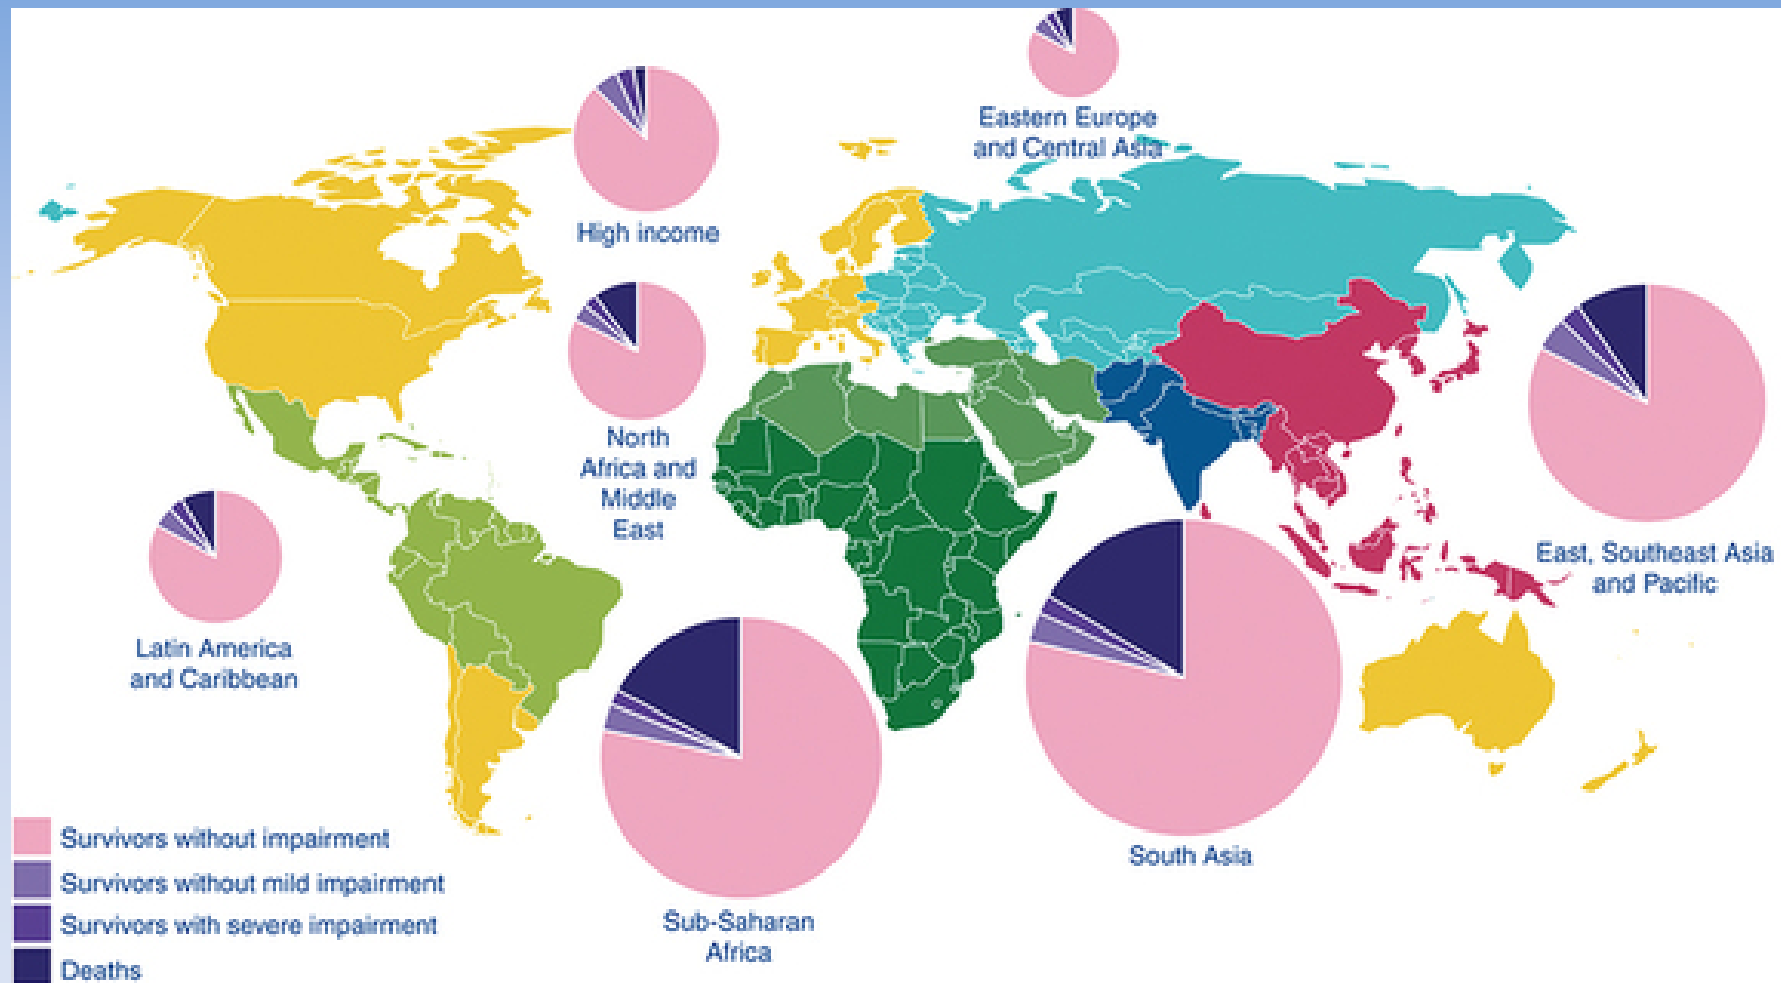 Eastern Europe
and Central Asia
High income
North
Africa and
Middle
East
East, Southeast Asia
and Pacific
Latin America
and Caribbean
South Asia
Sub-Saharan
Africa
Survivors without impairment
Survivors without mild impairment
Survivors with severe impairment
Deaths